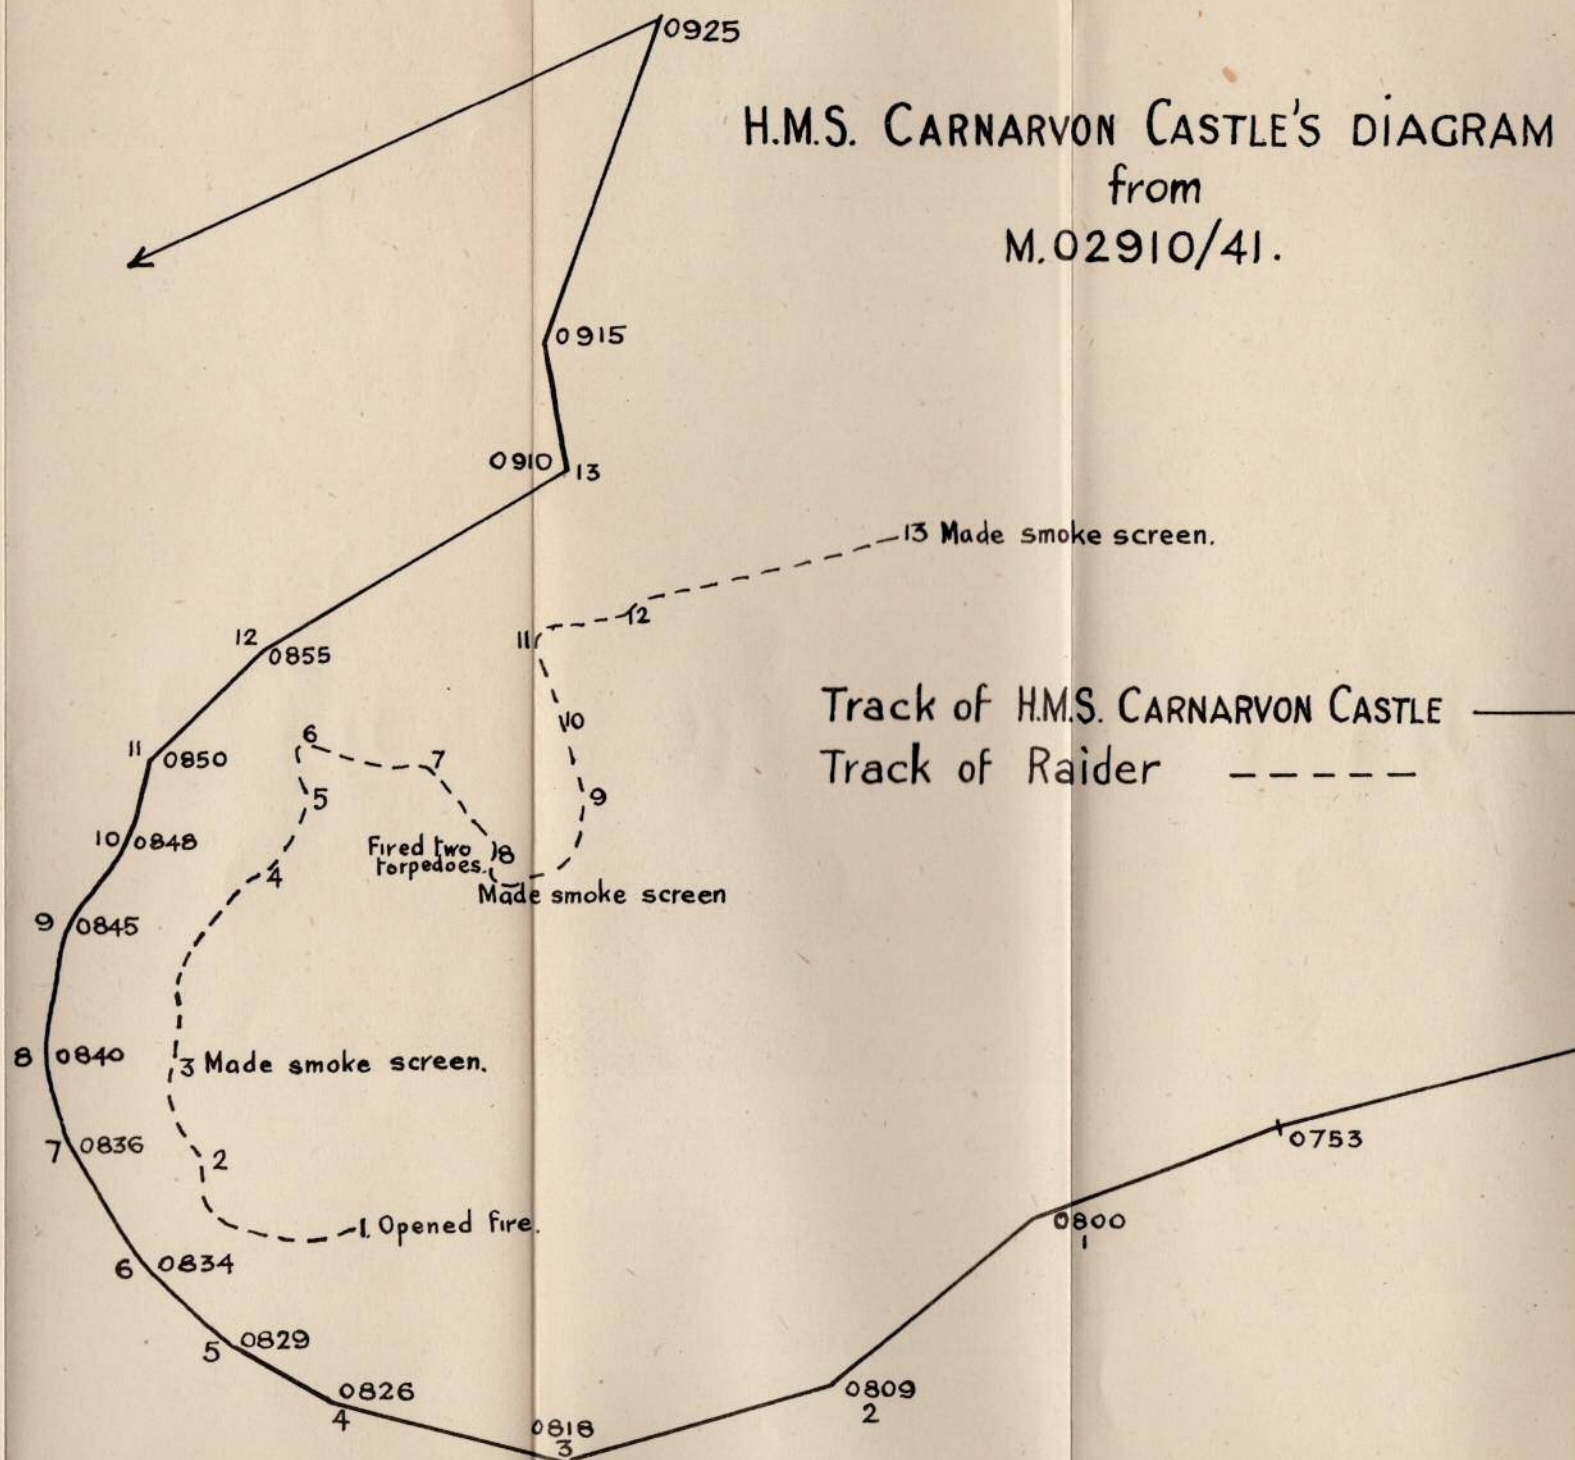 0925
H.M.S. CARNARVON CASTLE'S DIAGRAM
from
M.02910/41.
0915
0910 13
13 Made smoke screen.
12
11
12
0855
Track of H.M.S. CARNARVON CASTLE
Track of Raider
10
11 0850
6
7
5
9
10 0848
Fired two
torpedoes.
8
4
Made smoke screen
9 0845
8 0840
3 Made smoke screen.
7 0836
2
0753
1. Opened fire.
0800
1
6 0834
5 0829
0826
4
0809
2
0818
3